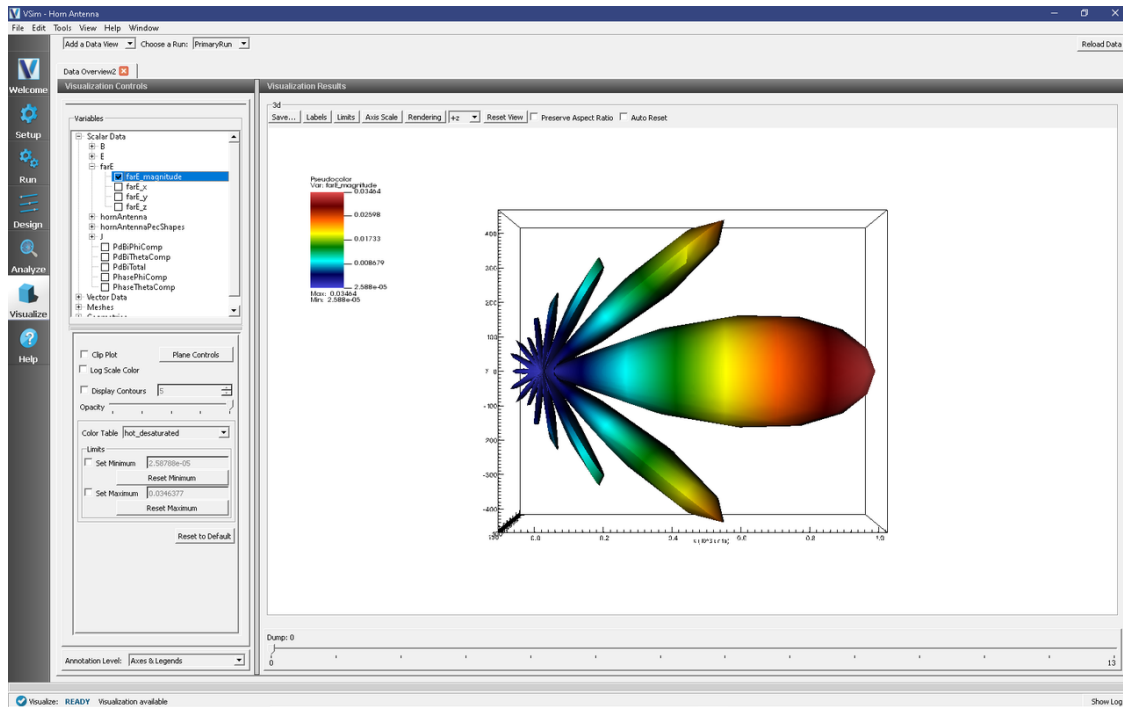 VSim - Horn Antenna
File Edit Tools View Help Window
Add a Data View Choose a Run: PrimaryRun Reload Data
Data Overview2
Visualization Controls
Visualization Results
Welcome
Setup
Run
Design
Analyze
Visualize
Help
Variables
Scalar Data
B
E
farE
farE_magnitude
farE_x
farE_y
farE_z
hornAntenna
hornAntennaPecShapes
J
PdBiPhiComp
PdBiThetaComp
PdBiTotal
PhasePhiComp
PhaseThetaComp
Vector Data
Meshes
Clip Plot Plane Controls
Log Scale Color
Display Contours 5
Opacity
Color Table hot_desaturated
Limits
Set Minimum 2.58788e-05
Reset Minimum
Set Maximum 0.0346377
Reset Maximum
Reset to Default
Annotation Level: Axes & Legends
3d
Save... Labels Limits Axis Scale Rendering +z Reset View Preserve Aspect Ratio Auto Reset
Pseudocolor
Var: farE_magnitude
0.03464
0.02598
0.01733
0.008679
2.588e-05
Max: 0.03464
Min: 2.588e-05
400
300
200
100
0
-100
200
-300
-400
0.0 0.2 0.4 0.6 0.8 1.0
Dump: 0
0 13
Visualize: READY Visualization available Show Log